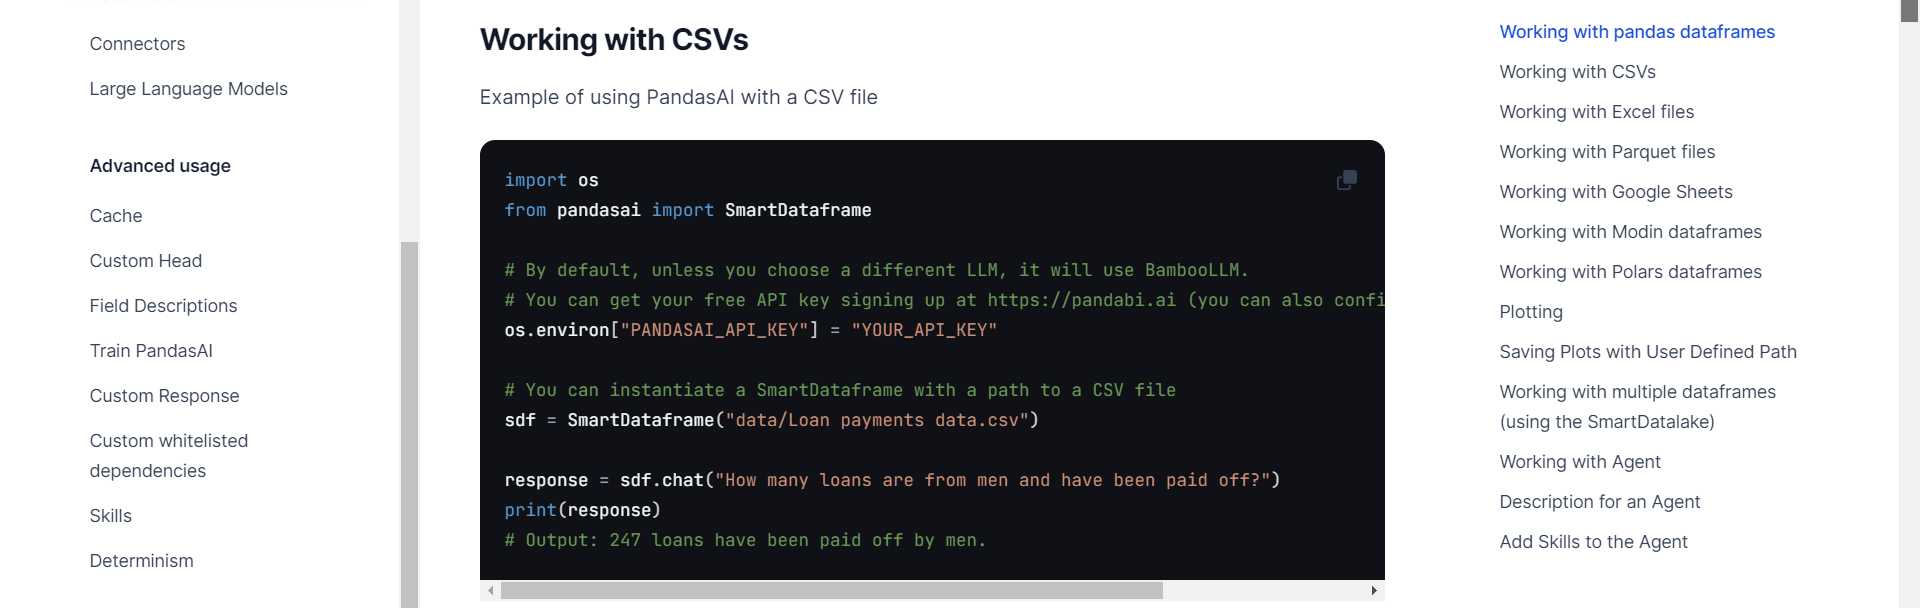 Connectors
Large Language Models
Advanced usage
Cache
Custom Head
Field Descriptions
Train PandasAI
Custom Response
Custom whitelisted
dependencies
Skills
Determinism
Working with CSVs
Example of using PandasAI with a CSV file
import os
from pandasai import SmartDataframe
# By default, unless you choose a different LLM, it will use BambooLLM.
# You can get your free API key signing up at https://pandabi.ai (you can also confi
os.environ["PANDASAI_API_KEY"] = "YOUR_API_KEY"
# You can instantiate a SmartDataframe with a path to a CSV file
sdf = SmartDataframe("data/Loan payments data.csv")
response = sdf.chat("How many loans are from men and have been paid off?")
print(response)
# Output: 247 loans have been paid off by men.
Working with pandas dataframes
Working with CSVs
Working with Excel files
Working with Parquet files
Working with Google Sheets
Working with Modin dataframes
Working with Polars dataframes
Plotting
Saving Plots with User Defined Path
Working with multiple dataframes
(using the SmartDatalake)
Working with Agent
Description for an Agent
Add Skills to the Agent